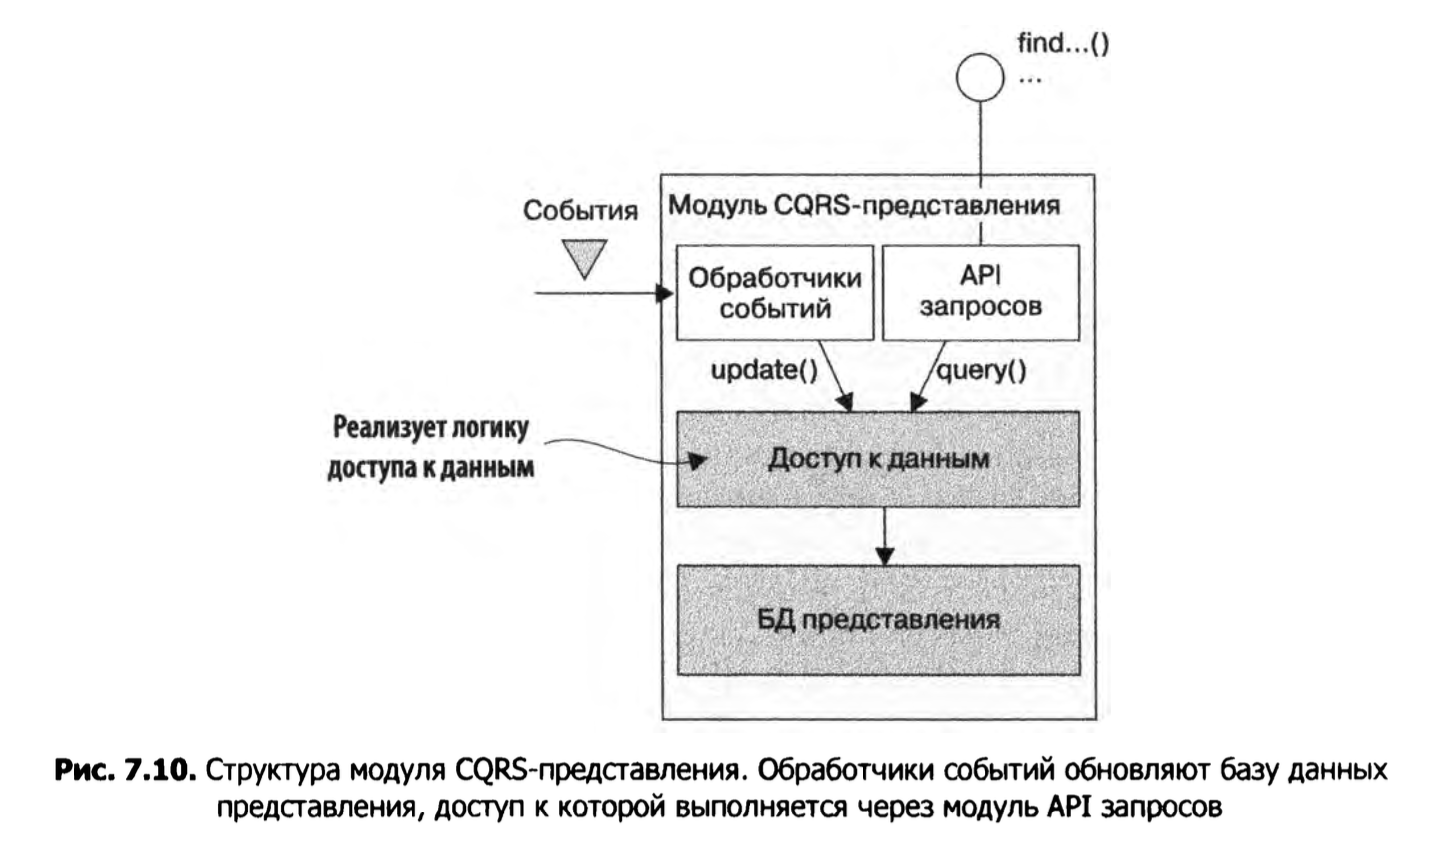 find...()
...
События
Модуль CQRS-представления
Обработчики
событий
API
запросов
update()
query()
Реализует логику
доступа к данным
Доступ к данным
БД представления
Рис. 7.10. Структура модуля CQRS-представления. Обработчики событий обновляют базу данных
представления, доступ к которой выполняется через модуль API запросов